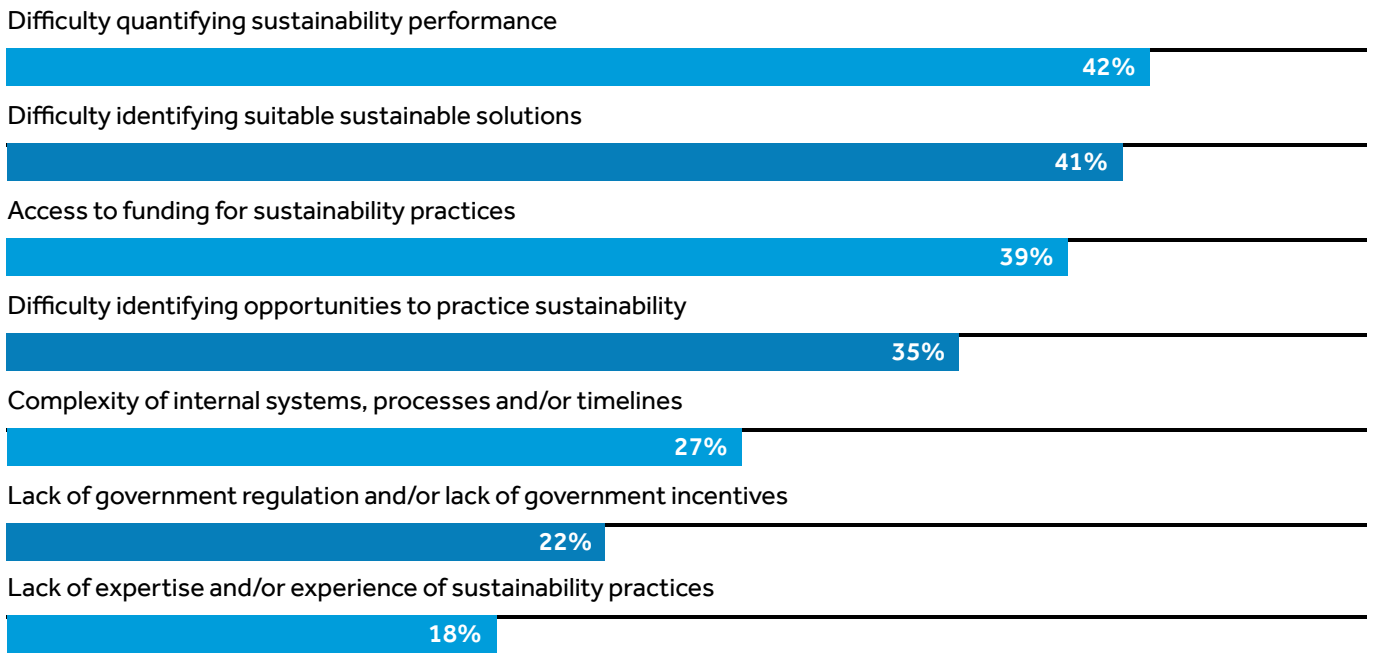 Difficulty quantifying sustainability performance
42%
Difficulty identifying suitable sustainable solutions
41%
Access to funding for sustainability practices
39%
Difficulty identifying opportunities to practice sustainability
35%
Complexity of internal systems, processes and/or timelines
27%
Lack of government regulation and/or lack of government incentives
22%
Lack of expertise and/or experience of sustainability practices
18%